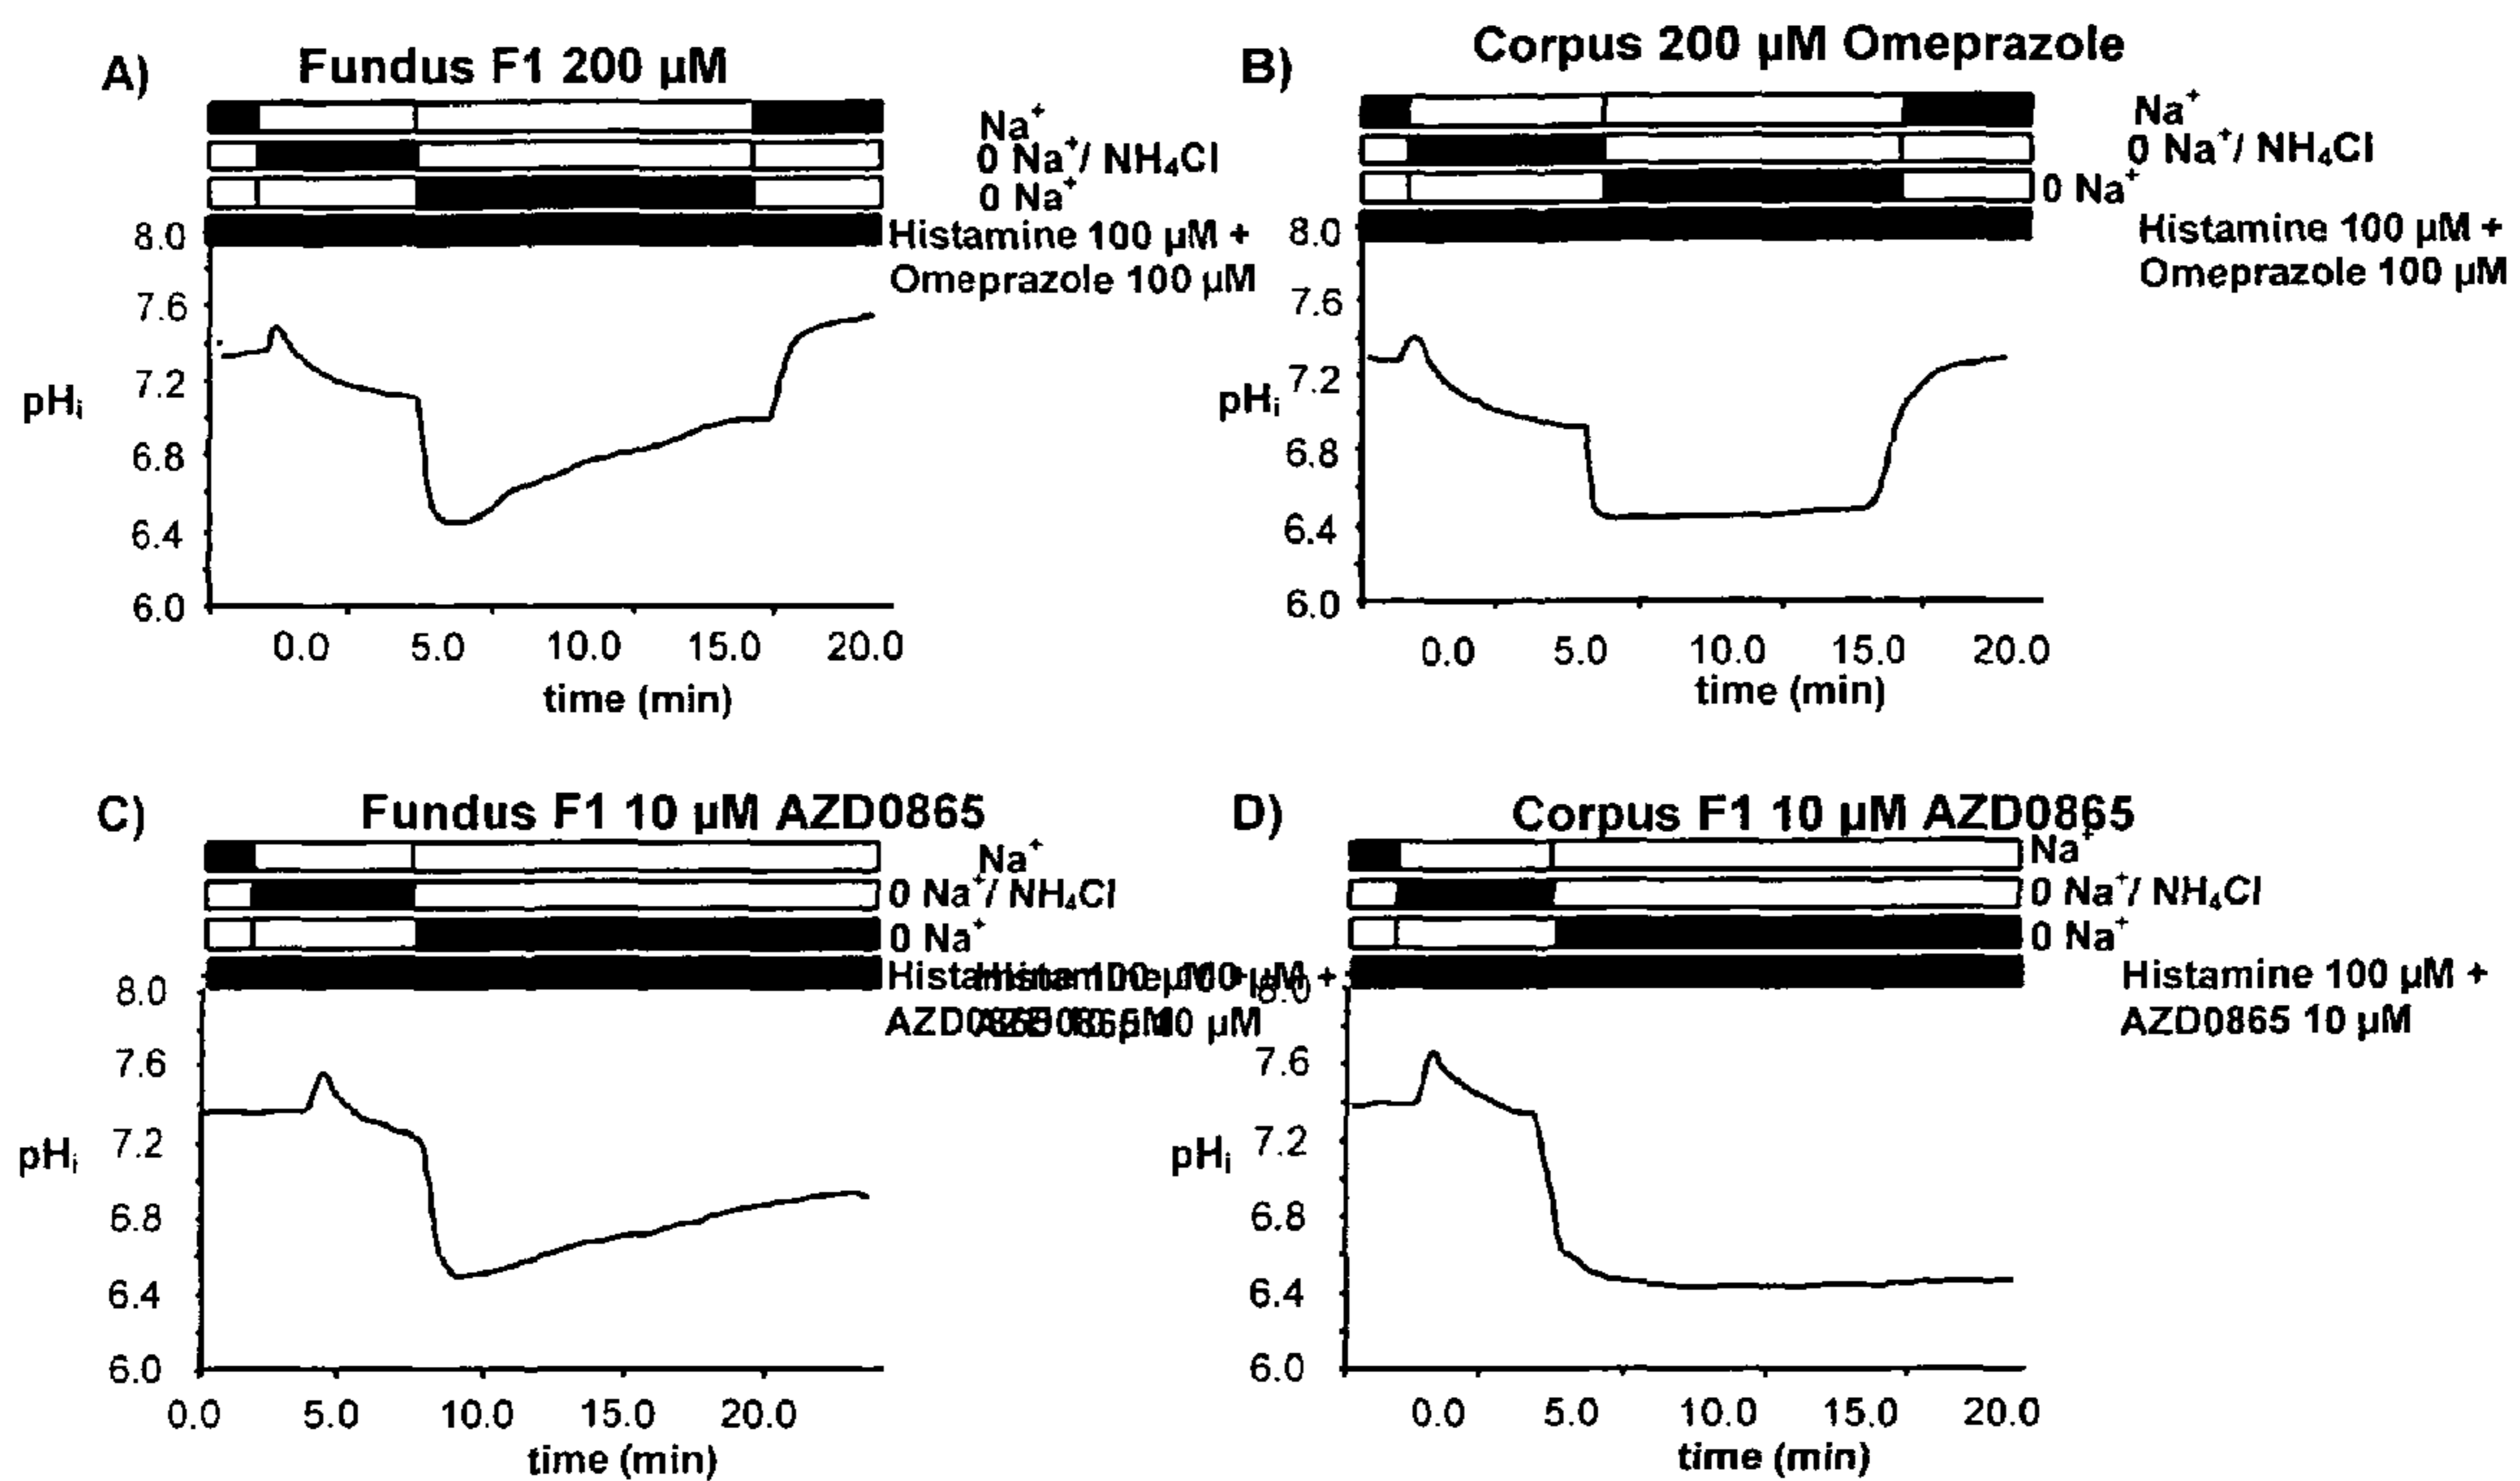 A)
Fundus F1 200 µM
Na⁺
0 Na⁺/ NH₄Cl
0 Na⁺
Histamine 100 µM +
Omeprazole 100 µM
8.0
7.6
7.2
6.8
6.4
6.0
pHᵢ
0.0 5.0 10.0 15.0 20.0
time (min)
B)
Corpus 200 µM Omeprazole
Na⁺
0 Na⁺/ NH₄Cl
0 Na⁺
Histamine 100 µM +
Omeprazole 100 µM
8.0
7.6
7.2
6.8
6.4
6.0
pHᵢ
0.0 5.0 10.0 15.0 20.0
time (min)
C)
Fundus F1 10 µM AZD0865
Na⁺
0 Na⁺/ NH₄Cl
0 Na⁺
8.0
7.6
7.2
6.8
6.4
6.0
pHᵢ
0.0 5.0 10.0 15.0 20.0
time (min)
D)
Corpus F1 10 µM AZD0865
Na⁺
0 Na⁺/ NH₄Cl
0 Na⁺
Histamine 100 µM +
AZD0865 10 µM
8.0
7.6
7.2
6.8
6.4
6.0
pHᵢ
0.0 5.0 10.0 15.0 20.0
time (min)